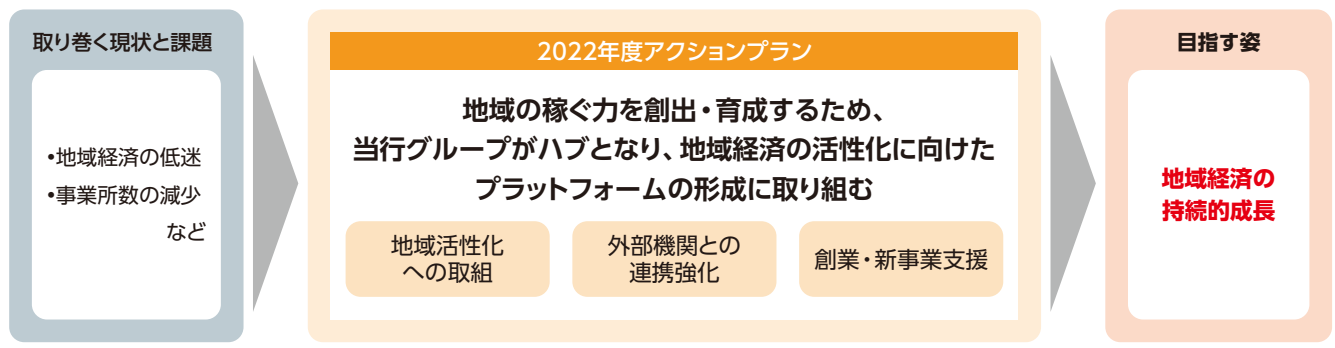 取り巻く現状と課題
•地域経済の低迷
•事業所数の減少
など
2022年度アクションプラン
地域の稼ぐ力を創出・育成するため、
当行グループがハブとなり、地域経済の活性化に向けた
プラットフォームの形成に取り組む
地域活性化
への取組
外部機関との
連携強化
創業・新事業支援
目指す姿
地域経済の
持続的成長